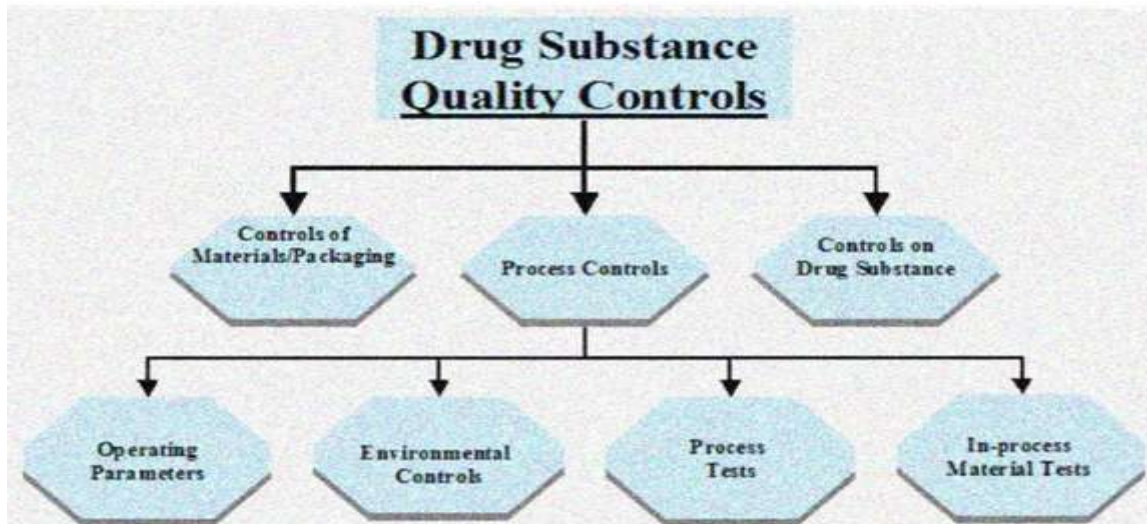 Drug Substance
Quality Controls
Controls of
Materials/Packaging
Process Controls
Controls on
Drug Substance
Operating
Parameters
Environmental
Controls
Process
Tests
In-process
Material Tests